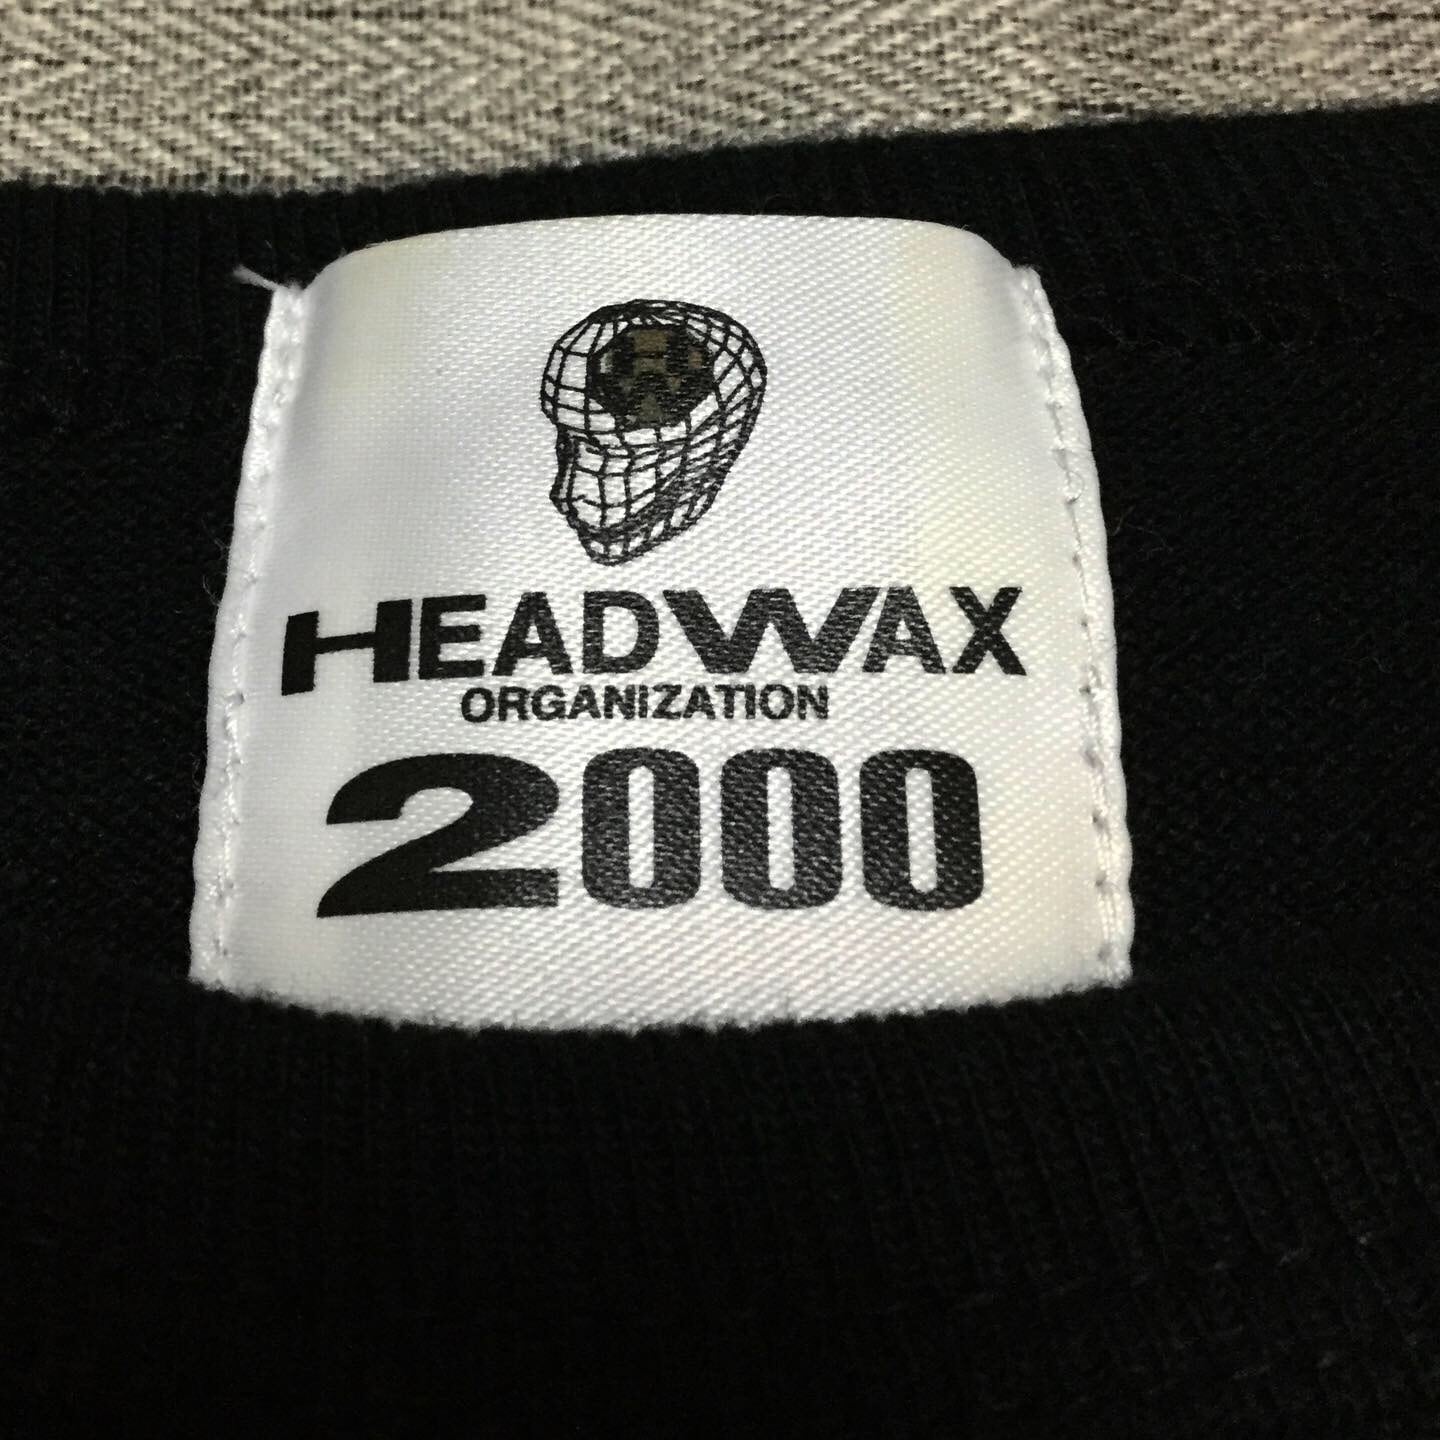 HEADWAX
ORGANIZATION
2000